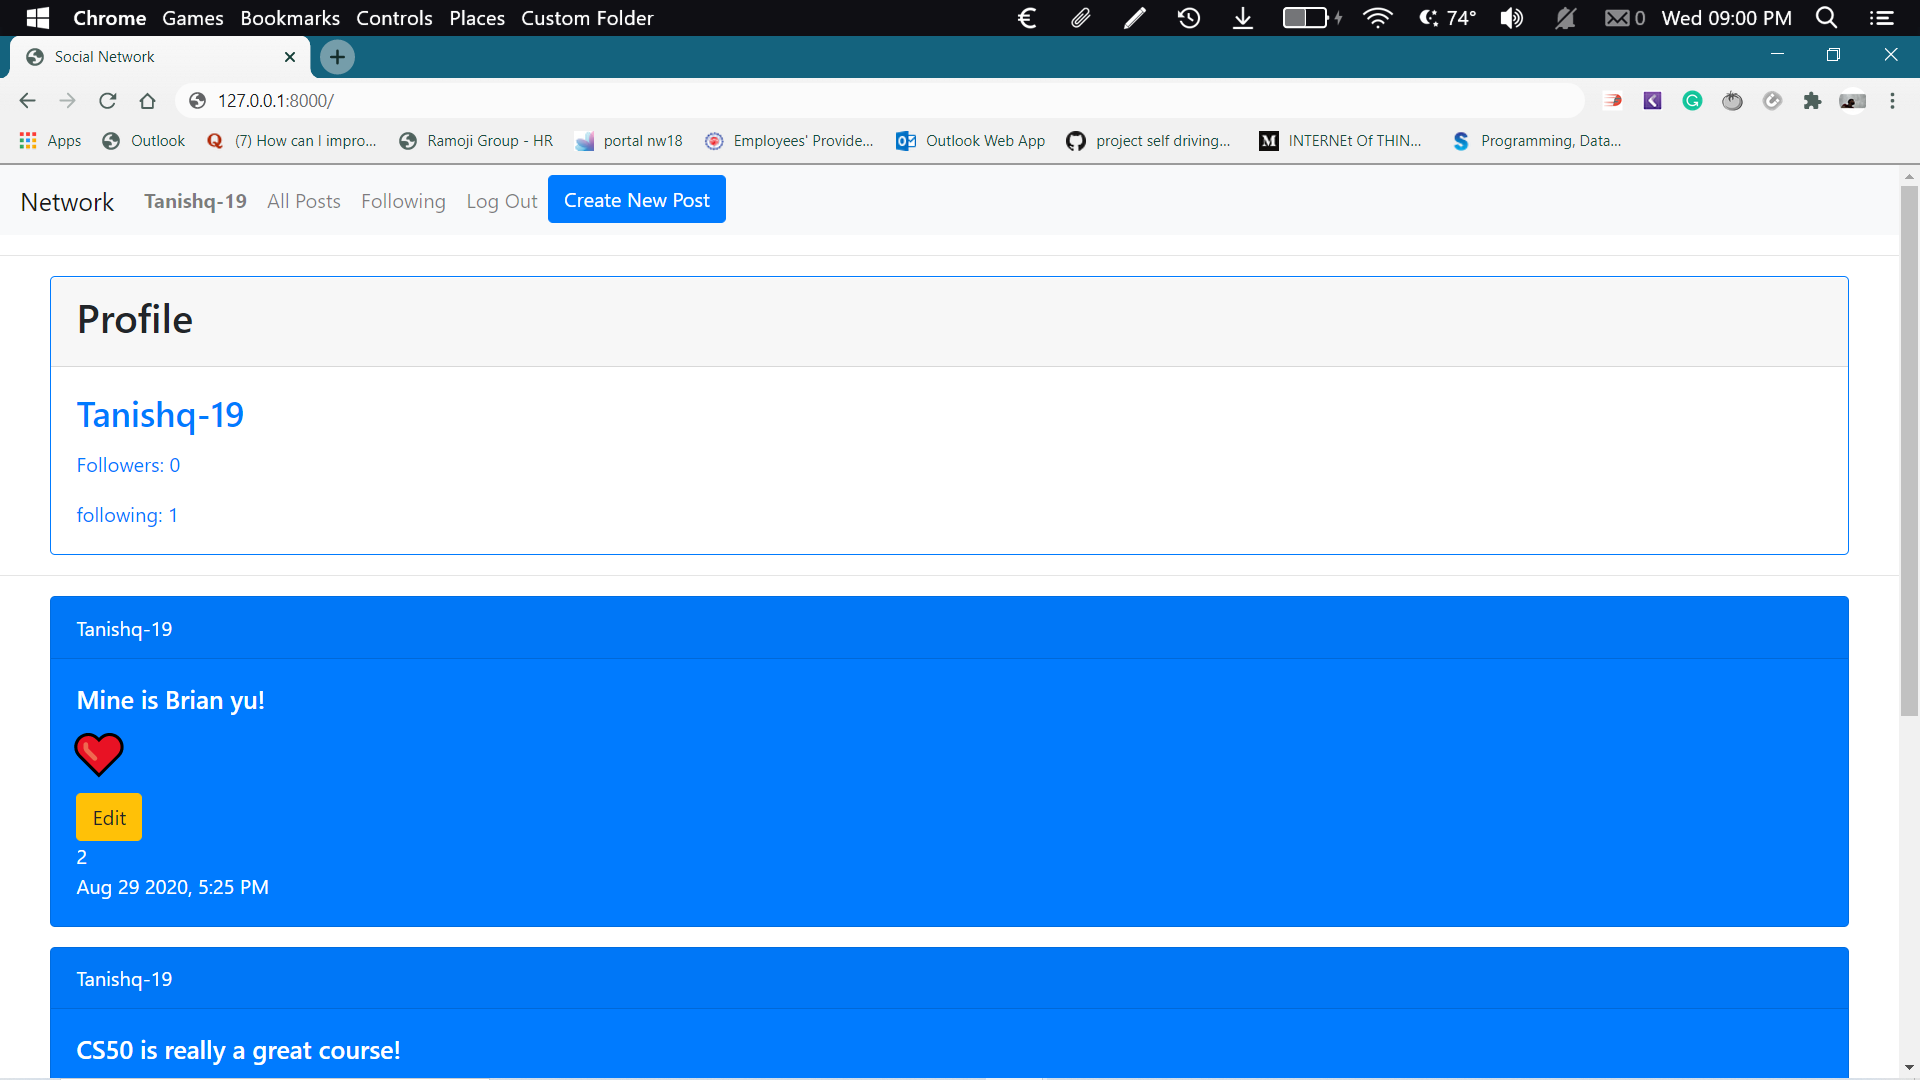 Chrome Games Bookmarks Controls Places Custom Folder € 74° 0 Wed 09:00 PM
Social Network
127.0.0.1:8000/
Apps Outlook (7) How can I impro... Ramoji Group - HR portal nw18 Employees' Provide... Outlook Web App project self driving... M INTERNEt Of THIN... S Programming, Data...
Network Tanishq-19 All Posts Following Log Out Create New Post
Profile
Tanishq-19
Followers: 0
following: 1
Tanishq-19
Mine is Brian yu!
Edit
2
Aug 29 2020, 5:25 PM
Tanishq-19
CS50 is really a great course!